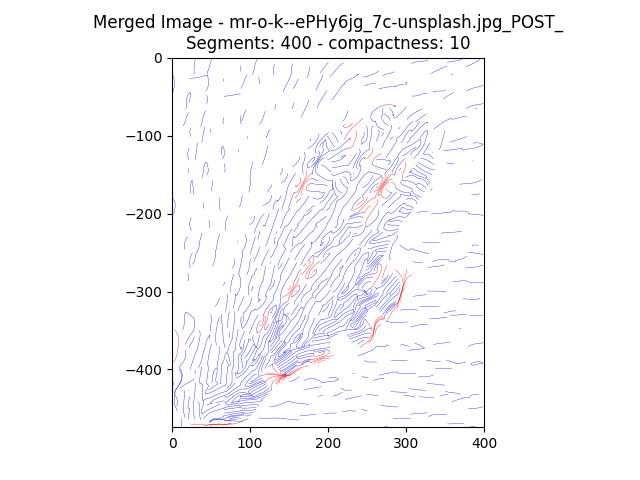 Merged Image - mr-o-k--ePHy6jg_7c-unsplash.jpg_POST_
Segments: 400 - compactness: 10
0
−100
−200
−300
−400
0 100 200 300 400